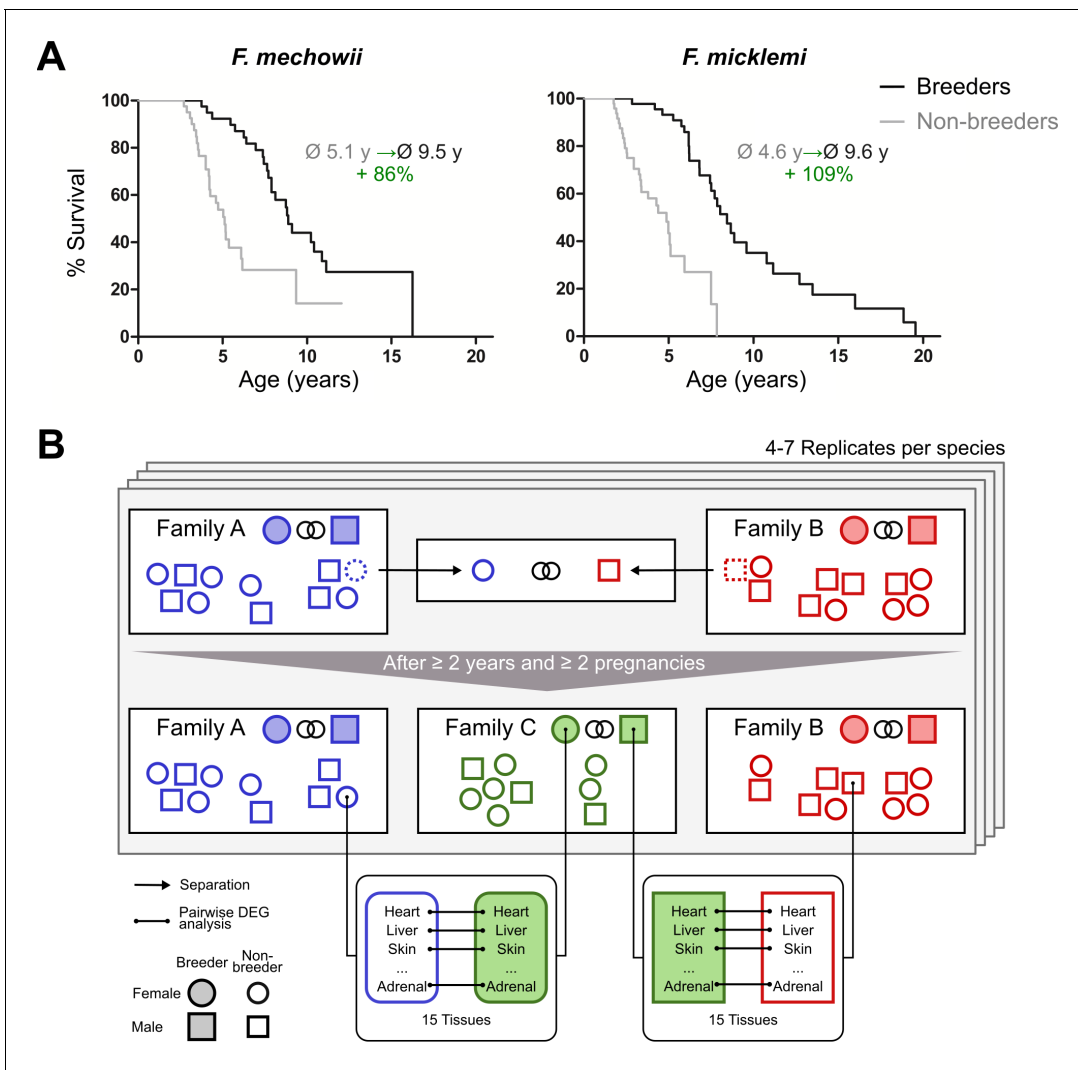 A
F. mechowii
F. micklemi
Breeders
Non-breeders
% Survival
100
80
60
40
20
0
Ø 5.1 y →Ø 9.5 y
+ 86%
0 5 10 15 20
Age (years)
100
80
60
40
20
0
Ø 4.6 y→Ø 9.6 y
+ 109%
0 5 10 15 20
Age (years)
B
4-7 Replicates per species
Family A
Family B
After ≥ 2 years and ≥ 2 pregnancies
Family A
Family C
Family B
Separation
Pairwise DEG
analysis
Breeder
Non-
breeder
Female
Male
Heart Heart
Liver Liver
Skin Skin
... ...
Adrenal Adrenal
15 Tissues
Heart Heart
Liver Liver
Skin Skin
... ...
Adrenal Adrenal
15 Tissues